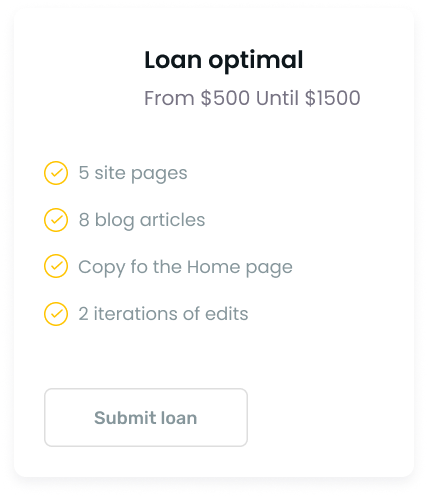 Loan optimal
From $500 Until $1500
5 site pages
8 blog articles
Copy fo the Home page
2 iterations of edits
Submit loan